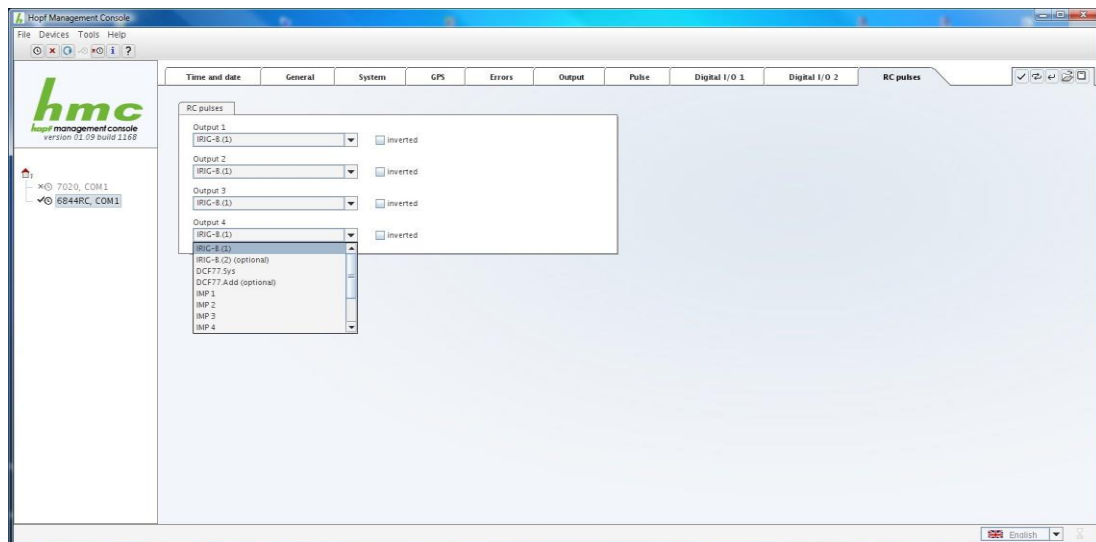 Hopf Management Console
File Devices Tools Help
Time and date General System GPS Errors Output Pulse Digital I/O 1 Digital I/O 2 RC pulses
hmc
hopf management console
version 01.09 build 1168
7020, COM1
6844RC, COM1
RC pulses
Output 1
IRIG-B.(1) inverted
Output 2
IRIG-B.(1) inverted
Output 3
IRIG-B.(1) inverted
Output 4
IRIG-B.(1) inverted
IRIG-B.(1)
IRIG-B.(2) (optional)
DCF77.Sys
DCF77.Add (optional)
IMP 1
IMP 2
IMP 3
IMP 4
English